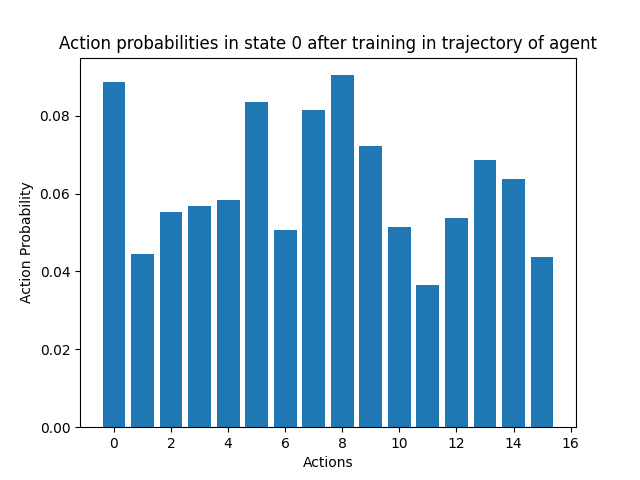 Action probabilities in state 0 after training in trajectory of agent
0.08
0.06
0.04
0.02
0.00
Action Probability
0 2 4 6 8 10 12 14 16
Actions